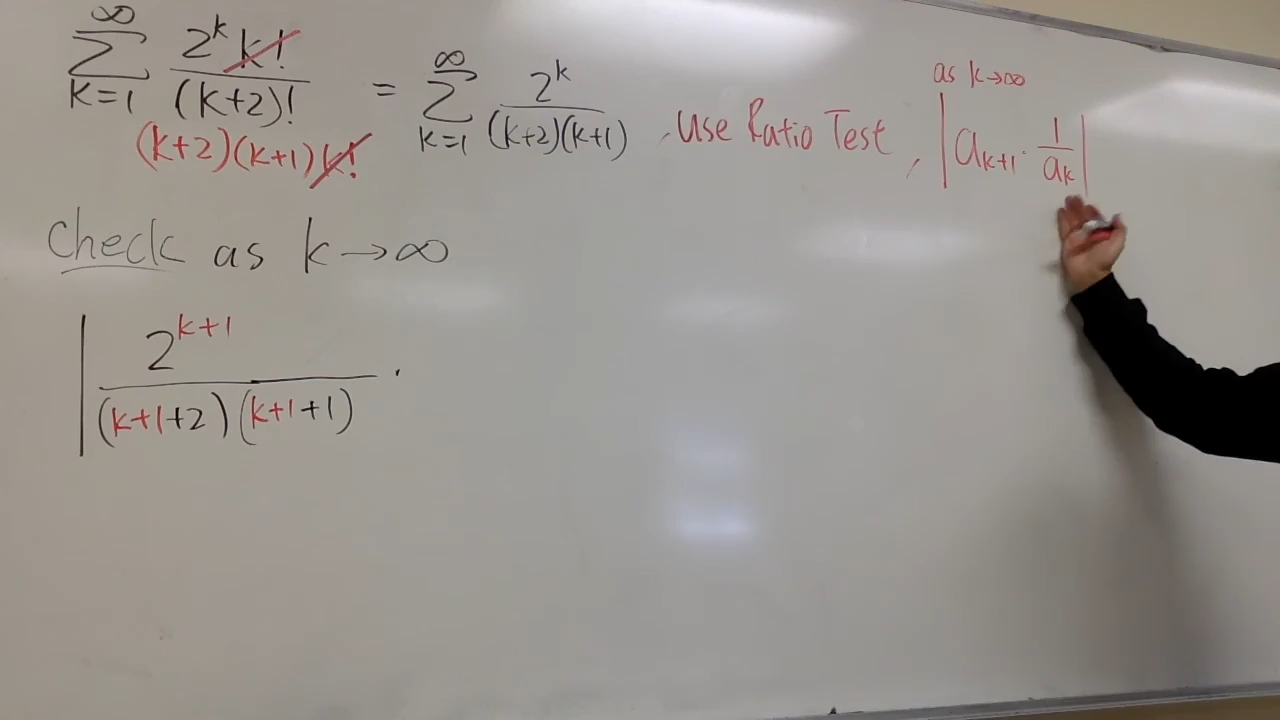 ∞ ∑ k=1 2^k k! / (k+2)! = ∞ ∑ k=1 2^k / (k+2)(k+1) , Use Ratio Test, as k→∞ |a_{k+1} · 1/a_k|
(k+2)(k+1)k!
Check as k→∞
| 2^{k+1} / (k+1+2)(k+1+1) ·